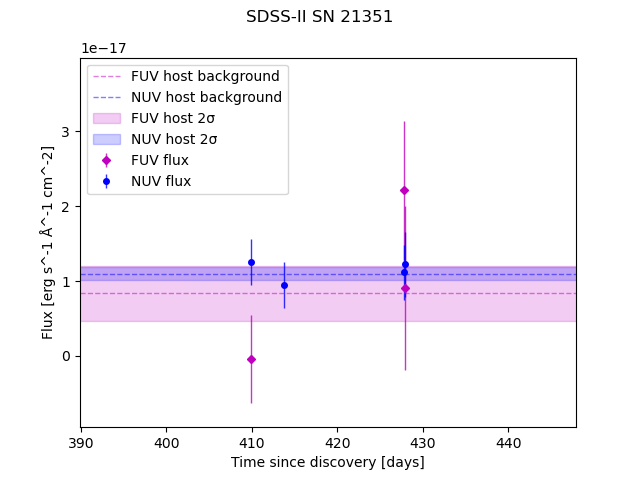 SDSS-II SN 21351
1e−17
FUV host background
NUV host background
FUV host 2σ
NUV host 2σ
FUV flux
NUV flux
3
2
1
0
Flux [erg s^-1 Å^-1 cm^-2]
390 400 410 420 430 440
Time since discovery [days]